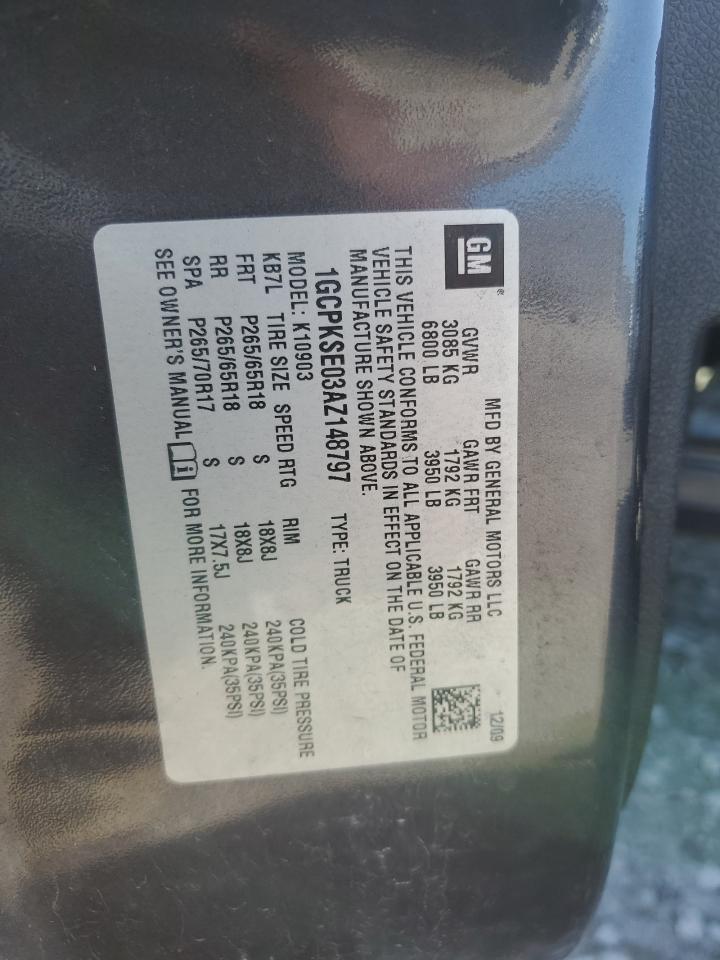 GM
MFD BY GENERAL MOTORS LLC 12/09
GVWR GAWR FRT GAWR RR
3085 KG 1792 KG 1792 KG
6800 LB 3950 LB 3950 LB
THIS VEHICLE CONFORMS TO ALL APPLICABLE U.S. FEDERAL MOTOR
VEHICLE SAFETY STANDARDS IN EFFECT ON THE DATE OF
MANUFACTURE SHOWN ABOVE.
1GCPKSE03AZ148797 TYPE: TRUCK
MODEL: K10903
KB7L TIRE SIZE SPEED RTG RIM COLD TIRE PRESSURE
FRT P265/65R18 S 18X8J 240KPA(35PSI)
RR P265/65R18 S 18X8J 240KPA(35PSI)
SPA P265/70R17 S 17X7.5J 240KPA(35PSI)
SEE OWNER'S MANUAL i FOR MORE INFORMATION.